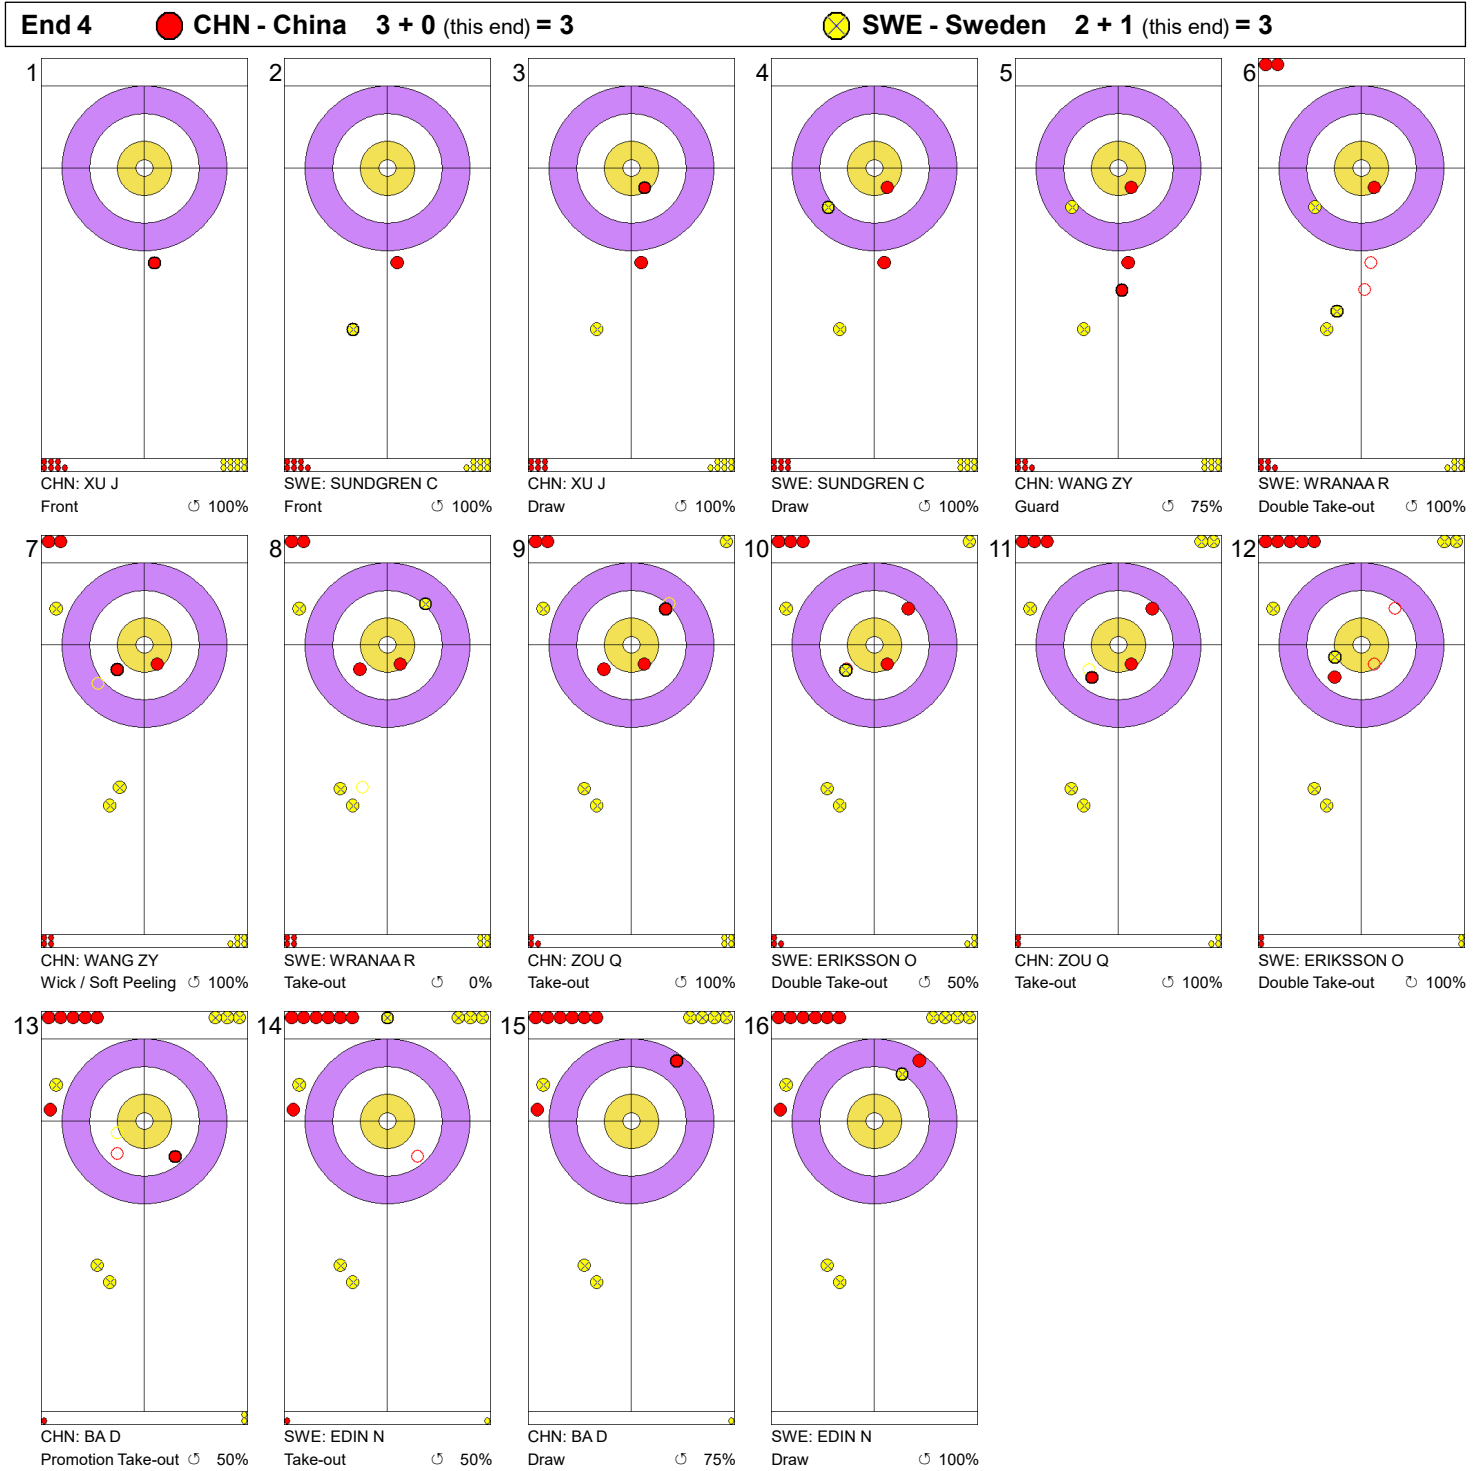 End 4 CHN - China 3 + 0 (this end) = 3 SWE - Sweden 2 + 1 (this end) = 3
1 2 3 4 5 6
CHN: XU J SWE: SUNDGREN C CHN: XU J SWE: SUNDGREN C CHN: WANG ZY SWE: WRANAA R
Front 100% Front 100% Draw 100% Draw 100% Guard 75% Double Take-out 100%
7 8 9 10 11 12
CHN: WANG ZY SWE: WRANAA R CHN: ZOU Q SWE: ERIKSSON O CHN: ZOU Q SWE: ERIKSSON O
Wick / Soft Peeling 100% Take-out 0% Take-out 100% Double Take-out 50% Take-out 100% Double Take-out 100%
13 14 15 16
CHN: BA D SWE: EDIN N CHN: BA D SWE: EDIN N
Promotion Take-out 50% Take-out 50% Draw 75% Draw 100%